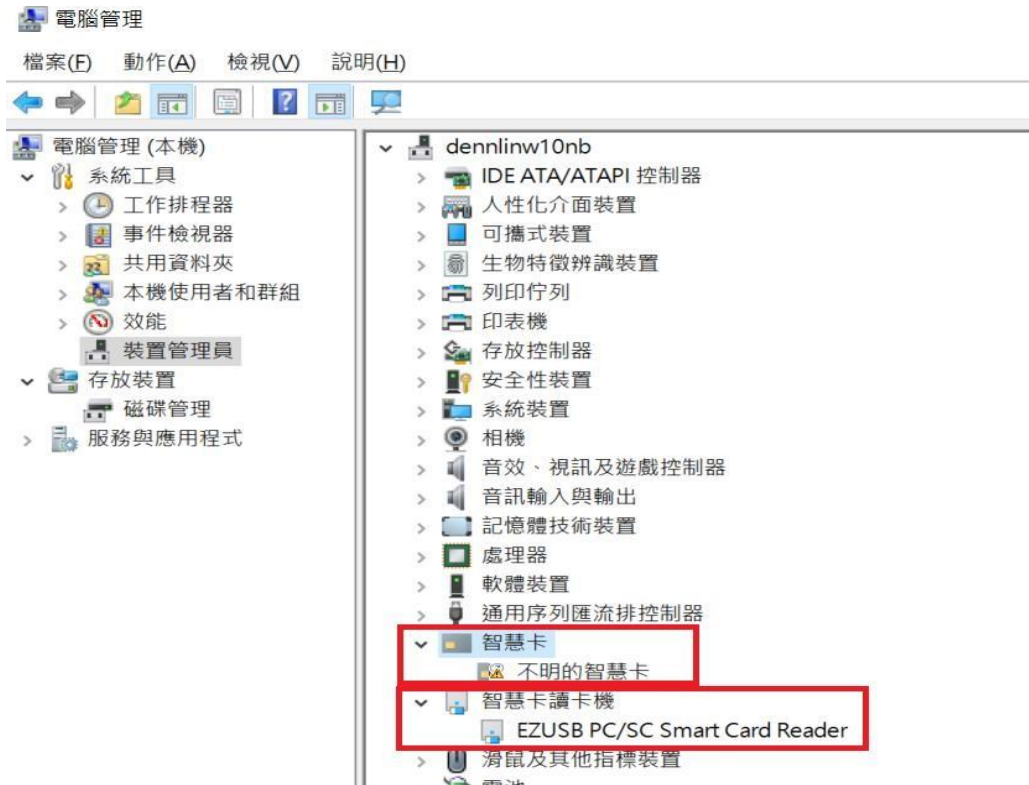 電腦管理
檔案(F) 動作(A) 檢視(V) 說明(H)
電腦管理 (本機)
系統工具
工作排程器
事件檢視器
共用資料夾
本機使用者和群組
效能
裝置管理員
存放裝置
磁碟管理
服務與應用程式
dennlinw10nb
IDE ATA/ATAPI 控制器
人性化介面裝置
可攜式裝置
生物特徵辨識裝置
列印佇列
印表機
存放控制器
安全性裝置
系統裝置
相機
音效、視訊及遊戲控制器
音訊輸入與輸出
記憶體技術裝置
處理器
軟體裝置
通用序列匯流排控制器
智慧卡
不明的智慧卡
智慧卡讀卡機
EZUSB PC/SC Smart Card Reader
滑鼠及其他指標裝置